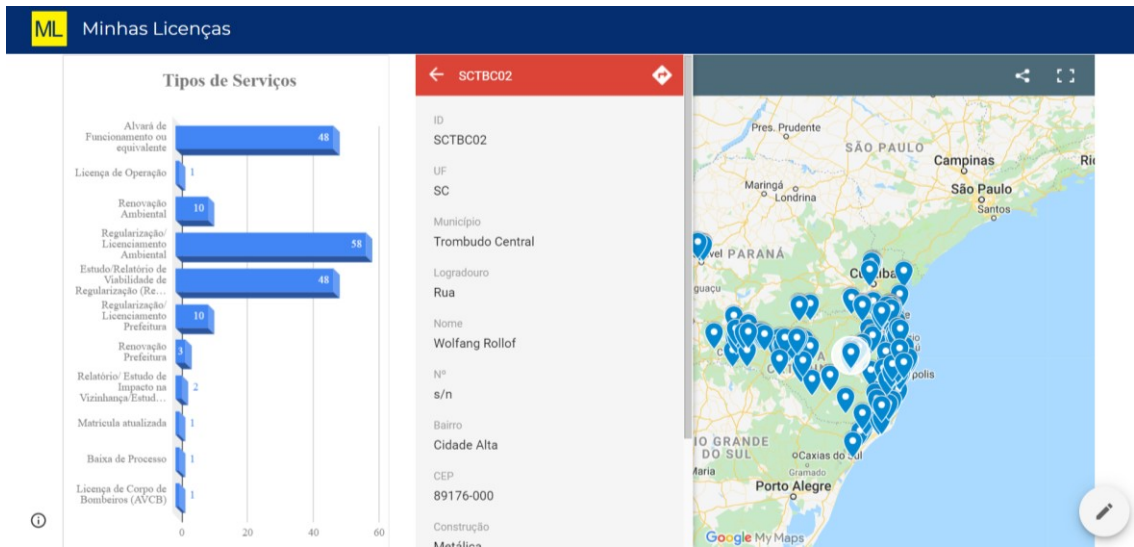 ML Minhas Licenças
Tipos de Serviços
Alvará de
Funcionamento ou
equivalente
48
Licença de Operação
1
Renovação
Ambiental
10
Regularização/
Licenciamento
Ambiental
58
Estudo/Relatório de
Viabilidade de
Regularização (Re...
48
Regularização/
Licenciamento
Prefeitura
10
Renovação
Prefeitura
3
Relatório/ Estudo de
Impacto na
Vizinhança/Estud...
2
Matrícula atualizada
1
Baixa de Processo
1
Licença de Corpo de
Bombeiros (AVCB)
1
0 20 40 60
SCTBC02
ID
SCTBC02
UF
SC
Município
Trombudo Central
Logradouro
Rua
Nome
Wolfang Rollof
Nº
s/n
Bairro
Cidade Alta
CEP
89176-000
Construção
Metálica
Pres. Prudente
SÃO PAULO
Campinas
Maringá
Londrina
São Paulo
Santos
PARANÁ
DO SUL
Caxias do
Gramado
Porto Alegre
Google My Maps